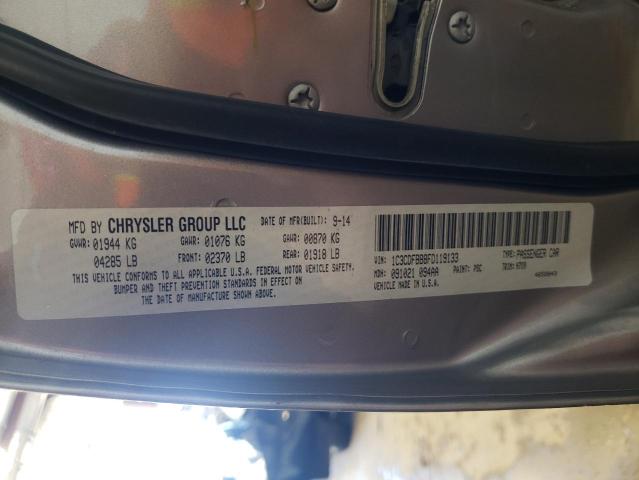 MFD BY CHRYSLER GROUP LLC DATE OF MFR(BUILT): 9-14
GVWR: 01944 KG GAWR: 01076 KG GAWR: 00870 KG
04285 LB FRONT: 02370 LB REAR: 01918 LB
THIS VEHICLE CONFORMS TO ALL APPLICABLE U.S.A. FEDERAL MOTOR VEHICLE SAFETY,
BUMPER AND THEFT PREVENTION STANDARDS IN EFFECT ON
THE DATE OF MANUFACTURE SHOWN ABOVE.
VIN: 1C3CDFBB8FD119133 TYPE: PASSENGER CAR
MDH: 091021 094AA PAINT: PSC TRIM:
VEHICLE MADE IN U.S.A.